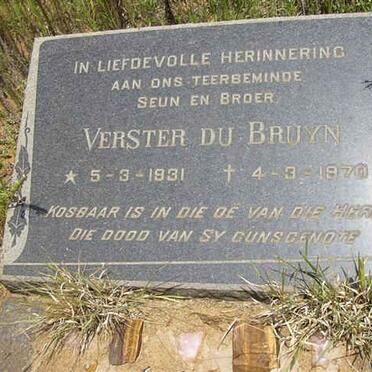 IN LIEFDEVOLLE HERINNERING
AAN ONS TEERBEMINDE
SEUN EN BROER
VERSTER DU BRUYN
★ 5-3-1931 † 4-3-1970
KOSBAAR IS IN DIE OË VAN DIE HERE
DIE DOOD VAN SY GUNSGENOTE